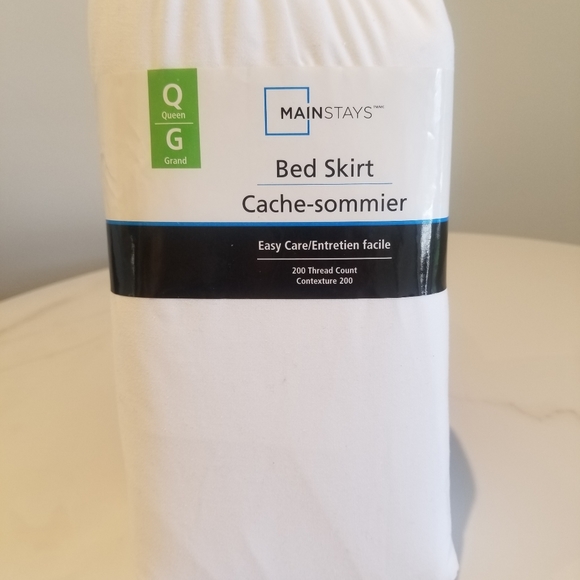 Q
Queen
G
Grand
MAINSTAYS
Bed Skirt
Cache-sommier
Easy Care/Entretien facile
200 Thread Count
Contexture 200